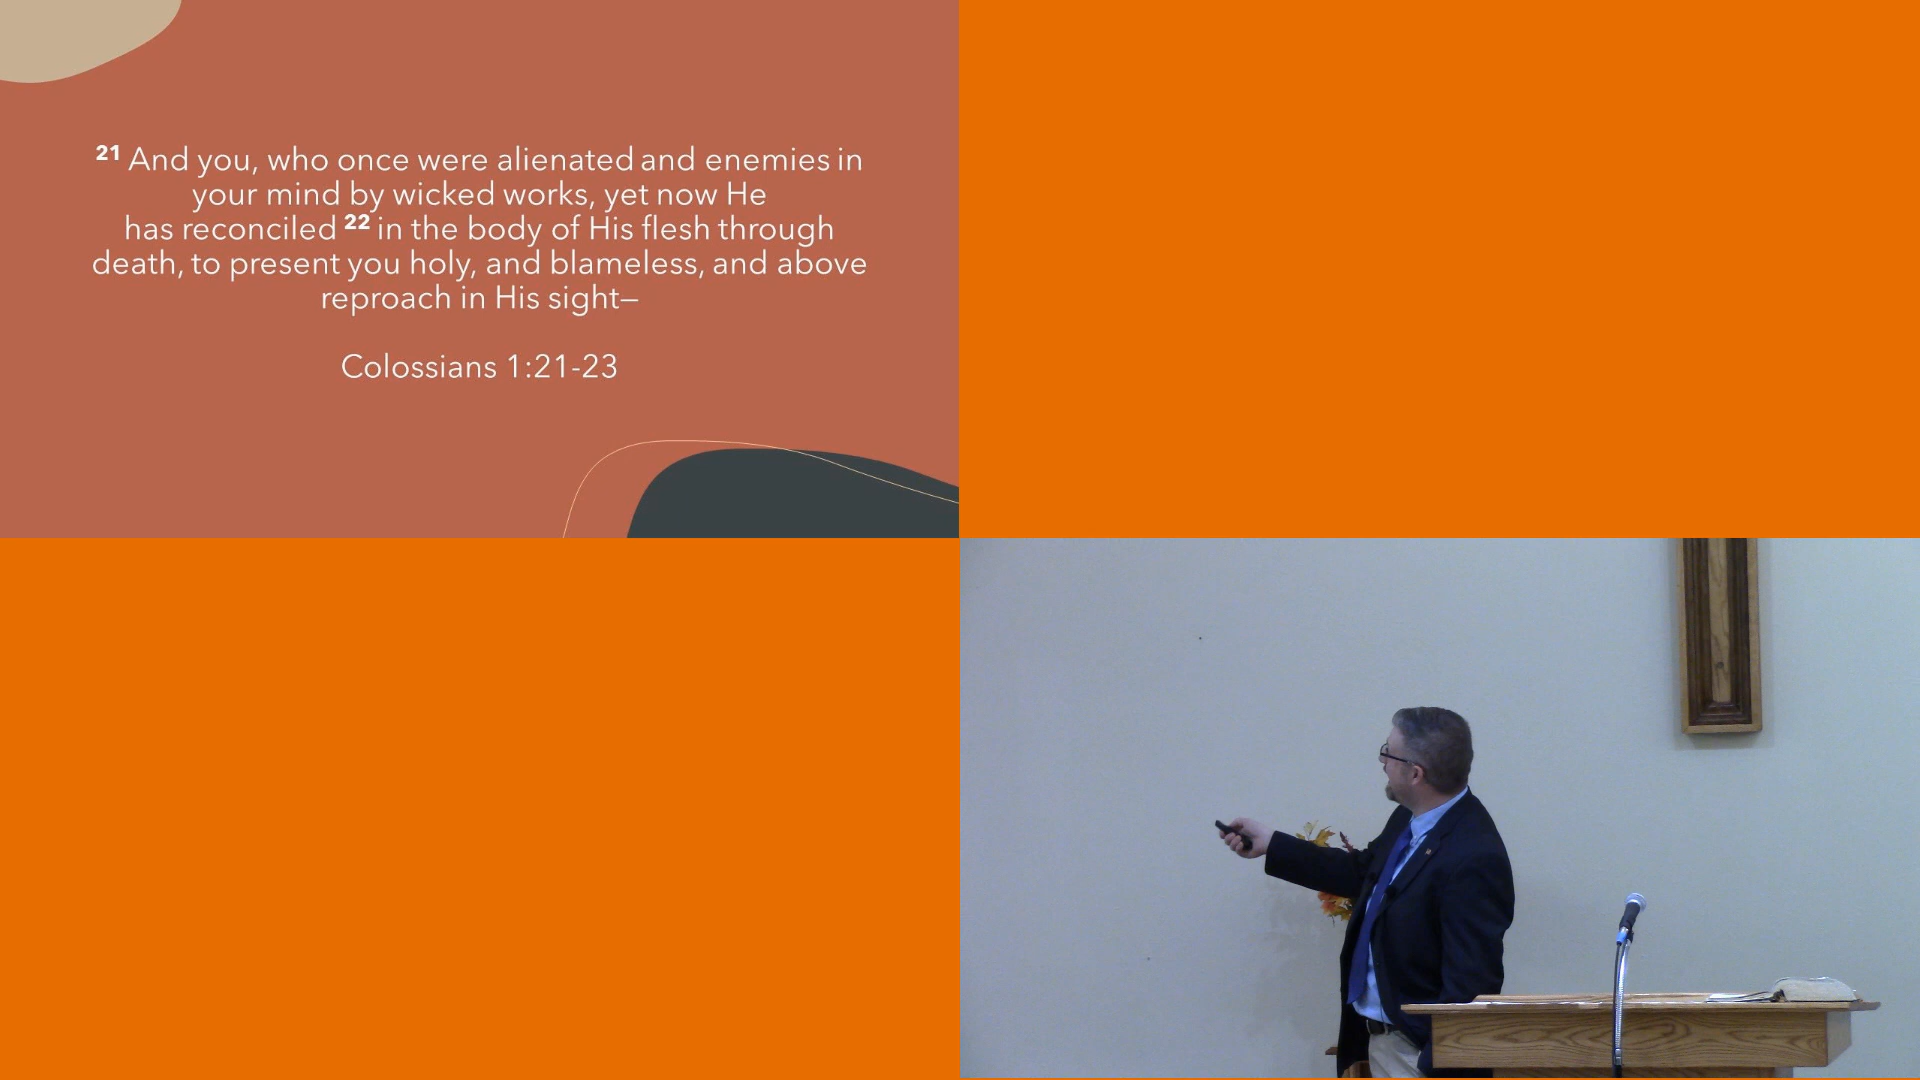 21 And you, who once were alienated and enemies in
your mind by wicked works, yet now He
has reconciled 22 in the body of His flesh through
death, to present you holy, and blameless, and above
reproach in His sight—
Colossians 1:21-23